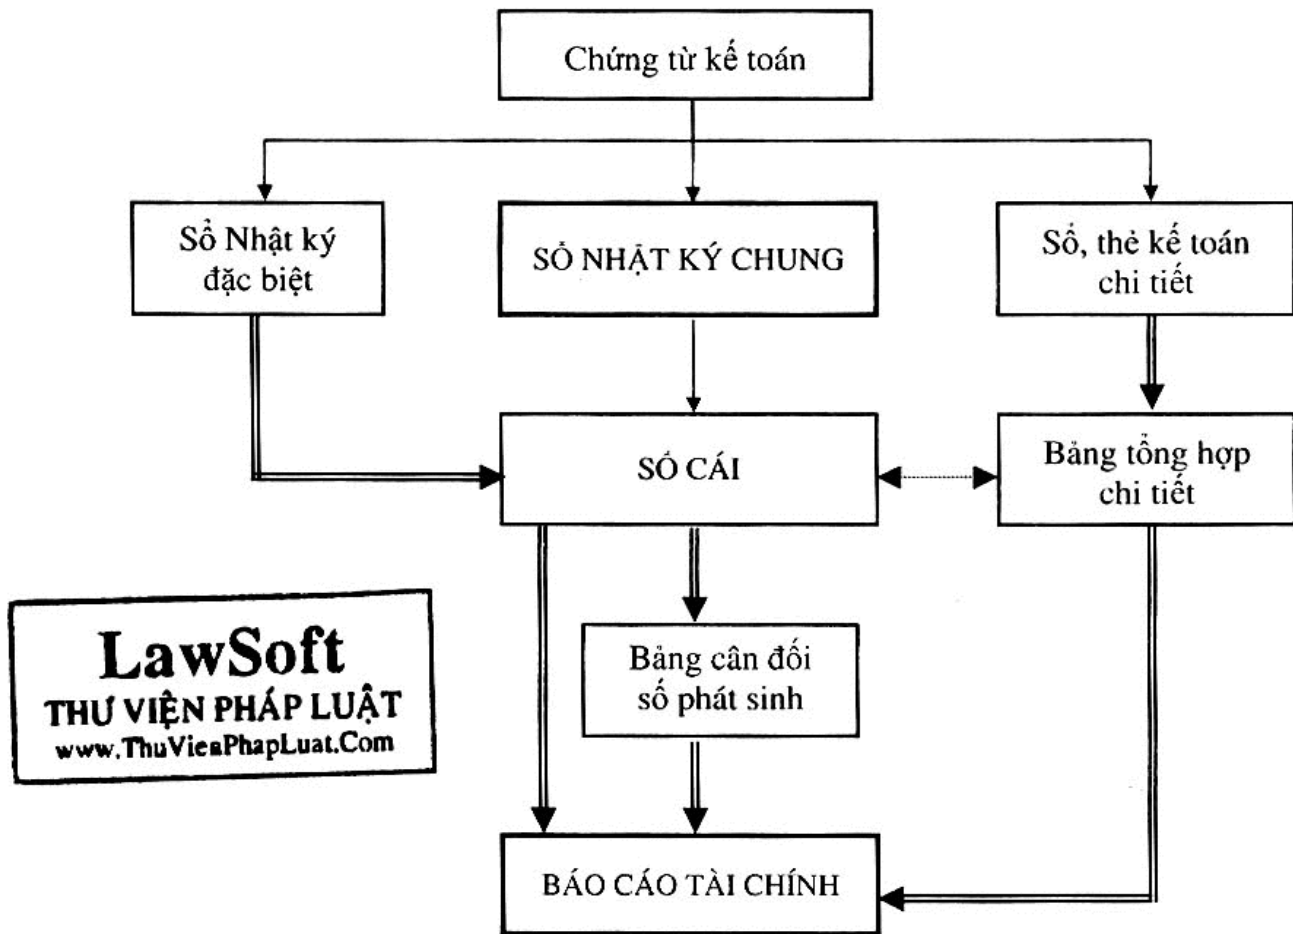 Chứng từ kế toán
Sổ Nhật ký
đặc biệt
SỔ NHẬT KÝ CHUNG
Sổ, thẻ kế toán
chi tiết
SỔ CÁI
Bảng tổng hợp
chi tiết
LawSoft
THƯ VIỆN PHÁP LUẬT
www.ThuVienPhapLuat.Com
Bảng cân đối
số phát sinh
BÁO CÁO TÀI CHÍNH